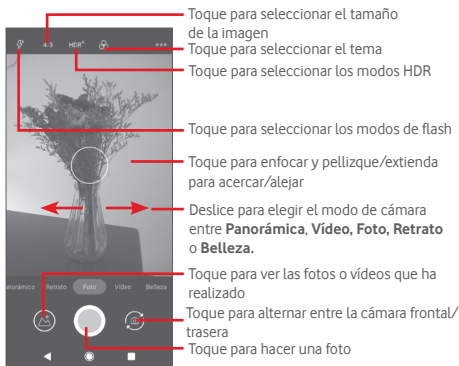 Toque para seleccionar el tamaño
de la imagen
4:3
HDR^A
Toque para seleccionar el tema
Toque para seleccionar los modos HDR
Toque para seleccionar los modos de flash
Toque para enfocar y pellizque/extienda
para acercar/alejar
Deslice para elegir el modo de cámara
entre Panorámica, Vídeo, Foto, Retrato
o Belleza.
anorámico Retrato Foto Vídeo Belleza
Toque para ver las fotos o vídeos que ha
realizado
Toque para alternar entre la cámara frontal/
trasera
Toque para hacer una foto